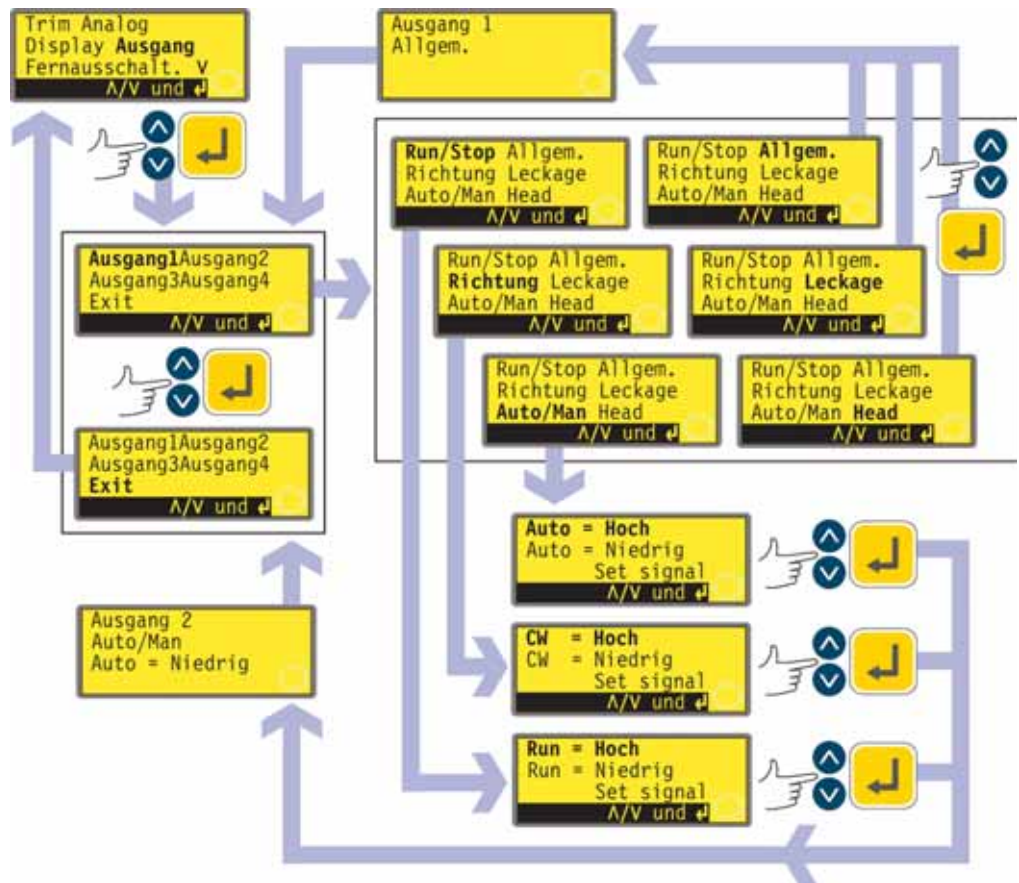 Trim Analog
Display Ausgang
Fernausschalt. V
Λ/V und ↲
Ausgang 1
Allgem.
Run/Stop Allgem.
Richtung Leckage
Auto/Man Head
Λ/V und ↲
Run/Stop Allgem.
Richtung Leckage
Auto/Man Head
Λ/V und ↲
Ausgang1Ausgang2
Ausgang3Ausgang4
Exit
Λ/V und ↲
Run/Stop Allgem.
Richtung Leckage
Auto/Man Head
Λ/V und ↲
Run/Stop Allgem.
Richtung Leckage
Auto/Man Head
Λ/V und ↲
Run/Stop Allgem.
Richtung Leckage
Auto/Man Head
Λ/V und ↲
Run/Stop Allgem.
Richtung Leckage
Auto/Man Head
Λ/V und ↲
Ausgang1Ausgang2
Ausgang3Ausgang4
Exit
Λ/V und ↲
Auto = Hoch
Auto = Niedrig
Set signal
Λ/V und ↲
Ausgang 2
Auto/Man
Auto = Niedrig
CW = Hoch
CW = Niedrig
Set signal
Λ/V und ↲
Run = Hoch
Run = Niedrig
Set signal
Λ/V und ↲